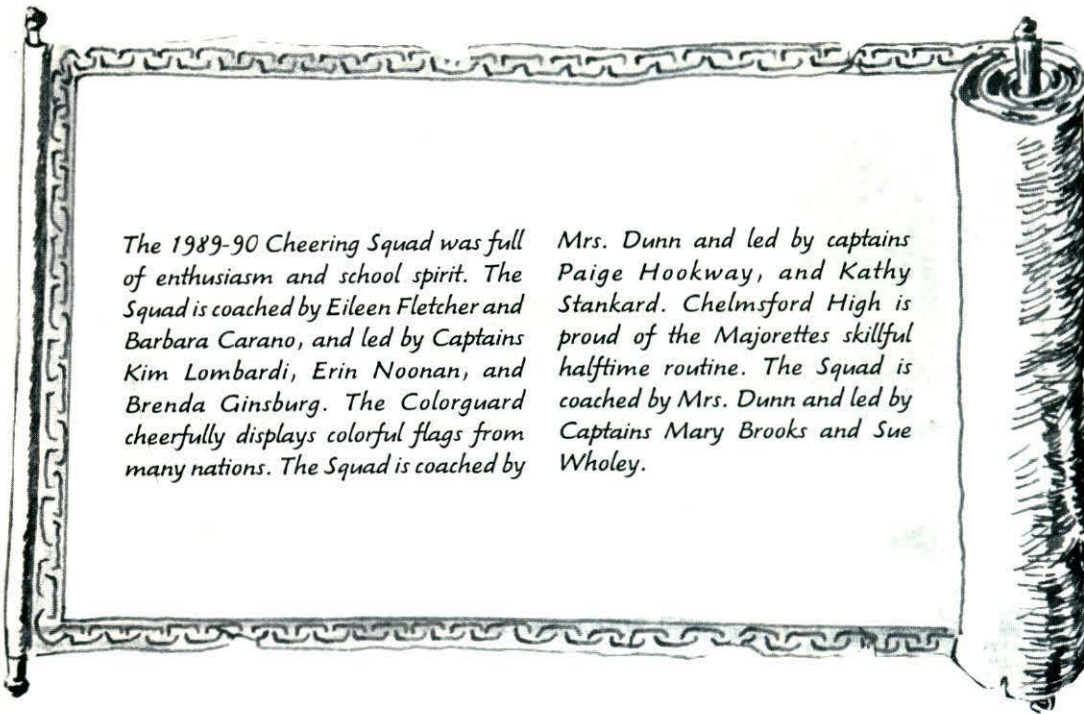 The 1989-90 Cheering Squad was full
of enthusiasm and school spirit. The
Squad is coached by Eileen Fletcher and
Barbara Carano, and led by Captains
Kim Lombardi, Erin Noonan, and
Brenda Ginsburg. The Colorguard
cheerfully displays colorful flags from
many nations. The Squad is coached by
Mrs. Dunn and led by captains
Paige Hookway, and Kathy
Stankard. Chelmsford High is
proud of the Majorettes skillful
halftime routine. The Squad is
coached by Mrs. Dunn and led by
Captains Mary Brooks and Sue
Wholey.